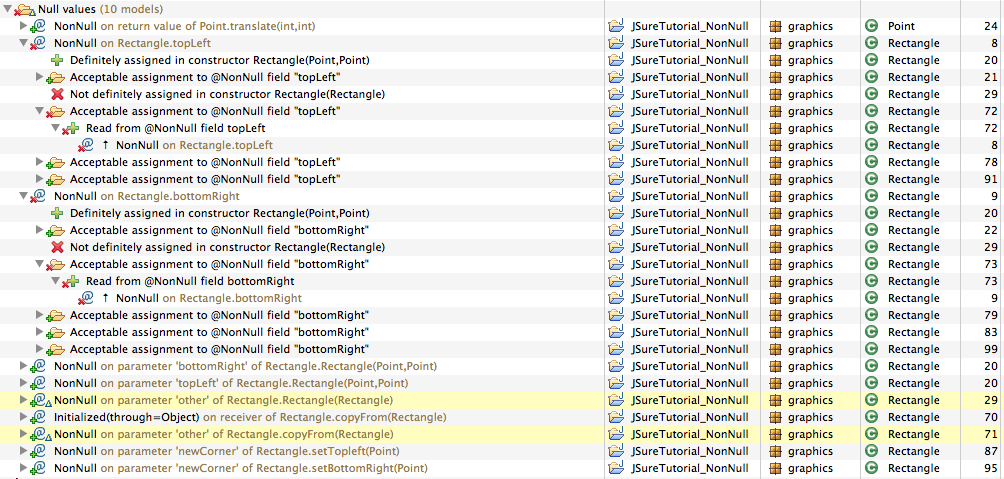 Null values (10 models)
NonNull on return value of Point.translate(int,int) JSureTutorial_NonNull graphics Point 24
NonNull on Rectangle.topLeft JSureTutorial_NonNull graphics Rectangle 8
Definitely assigned in constructor Rectangle(Point,Point) JSureTutorial_NonNull graphics Rectangle 20
Acceptable assignment to @NonNull field "topLeft" JSureTutorial_NonNull graphics Rectangle 21
Not definitely assigned in constructor Rectangle(Rectangle) JSureTutorial_NonNull graphics Rectangle 29
Acceptable assignment to @NonNull field "topLeft" JSureTutorial_NonNull graphics Rectangle 72
Read from @NonNull field topLeft JSureTutorial_NonNull graphics Rectangle 72
↑ NonNull on Rectangle.topLeft JSureTutorial_NonNull graphics Rectangle 8
Acceptable assignment to @NonNull field "topLeft" JSureTutorial_NonNull graphics Rectangle 78
Acceptable assignment to @NonNull field "topLeft" JSureTutorial_NonNull graphics Rectangle 91
NonNull on Rectangle.bottomRight JSureTutorial_NonNull graphics Rectangle 9
Definitely assigned in constructor Rectangle(Point,Point) JSureTutorial_NonNull graphics Rectangle 20
Acceptable assignment to @NonNull field "bottomRight" JSureTutorial_NonNull graphics Rectangle 22
Not definitely assigned in constructor Rectangle(Rectangle) JSureTutorial_NonNull graphics Rectangle 29
Acceptable assignment to @NonNull field "bottomRight" JSureTutorial_NonNull graphics Rectangle 73
Read from @NonNull field bottomRight JSureTutorial_NonNull graphics Rectangle 73
↑ NonNull on Rectangle.bottomRight JSureTutorial_NonNull graphics Rectangle 9
Acceptable assignment to @NonNull field "bottomRight" JSureTutorial_NonNull graphics Rectangle 79
Acceptable assignment to @NonNull field "bottomRight" JSureTutorial_NonNull graphics Rectangle 83
Acceptable assignment to @NonNull field "bottomRight" JSureTutorial_NonNull graphics Rectangle 99
NonNull on parameter 'bottomRight' of Rectangle.Rectangle(Point,Point) JSureTutorial_NonNull graphics Rectangle 20
NonNull on parameter 'topLeft' of Rectangle.Rectangle(Point,Point) JSureTutorial_NonNull graphics Rectangle 20
NonNull on parameter 'other' of Rectangle.Rectangle(Rectangle) JSureTutorial_NonNull graphics Rectangle 29
Initialized(through=Object) on receiver of Rectangle.copyFrom(Rectangle) JSureTutorial_NonNull graphics Rectangle 70
NonNull on parameter 'other' of Rectangle.copyFrom(Rectangle) JSureTutorial_NonNull graphics Rectangle 71
NonNull on parameter 'newCorner' of Rectangle.setTopleft(Point) JSureTutorial_NonNull graphics Rectangle 87
NonNull on parameter 'newCorner' of Rectangle.setBottomRight(Point) JSureTutorial_NonNull graphics Rectangle 95